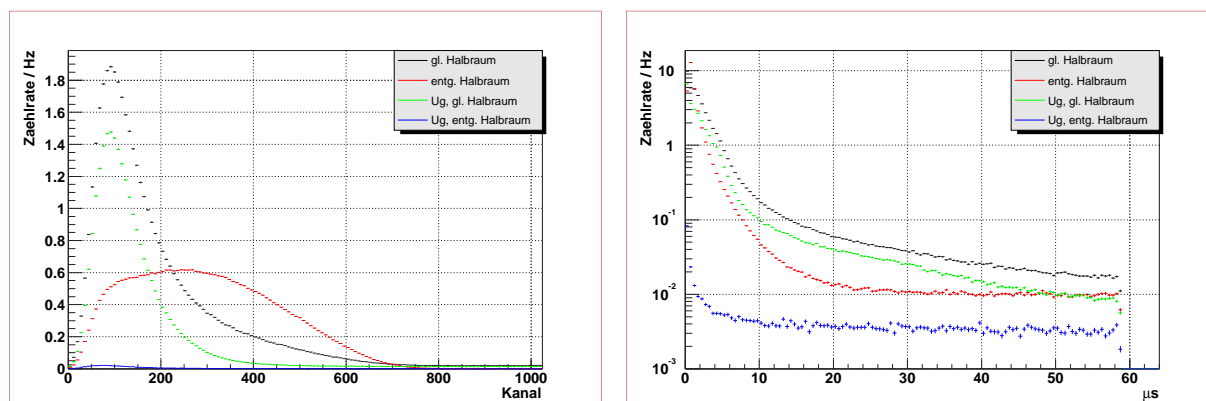 Zaehlrate / Hz
1.8
1.6
1.4
1.2
1
0.8
0.6
0.4
0.2
0
gl. Halbraum
entg. Halbraum
Ug, gl. Halbraum
Ug, entg. Halbraum
0 200 400 600 800 1000
Kanal
Zaehlrate / Hz
10
1
10-1
10-2
10-3
gl. Halbraum
entg. Halbraum
Ug, gl. Halbraum
Ug, entg. Halbraum
0 10 20 30 40 50 60
μs